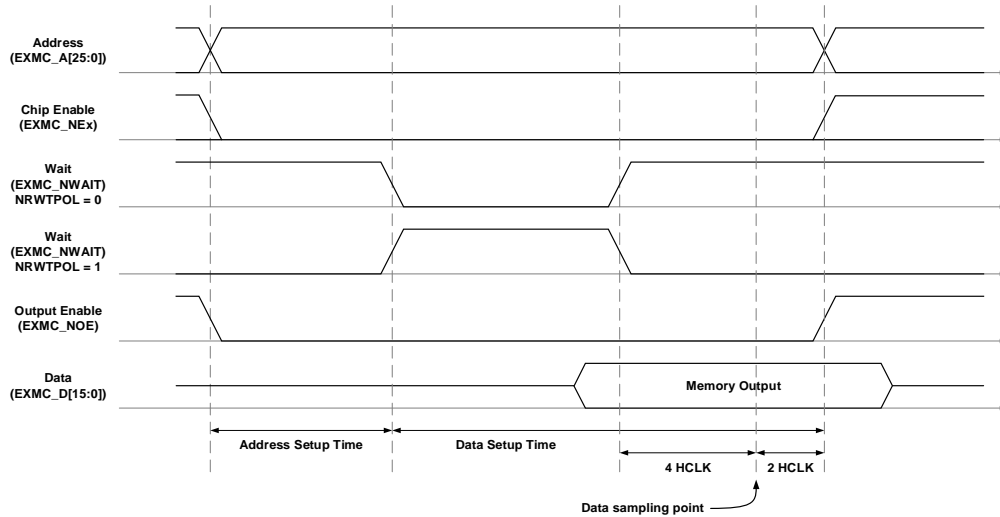 Address
(EXMC_A[25:0])
Chip Enable
(EXMC_NEx)
Wait
(EXMC_NWAIT)
NRWTPOL = 0
Wait
(EXMC_NWAIT)
NRWTPOL = 1
Output Enable
(EXMC_NOE)
Data
(EXMC_D[15:0])
Memory Output
Address Setup Time
Data Setup Time
4 HCLK
2 HCLK
Data sampling point